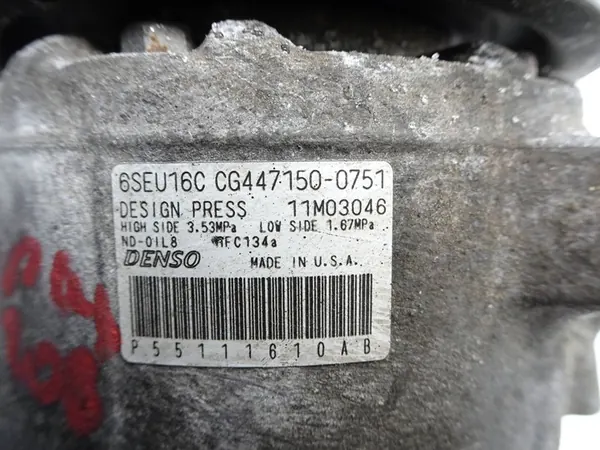 6SEU16C CG447150-0751
DESIGN PRESS 11M03046
HIGH SIDE 3.53MPa LOW SIDE 1.67MPa
ND-OIL8 HFC134a
DENSO MADE IN U.S.A.
P55111610AB